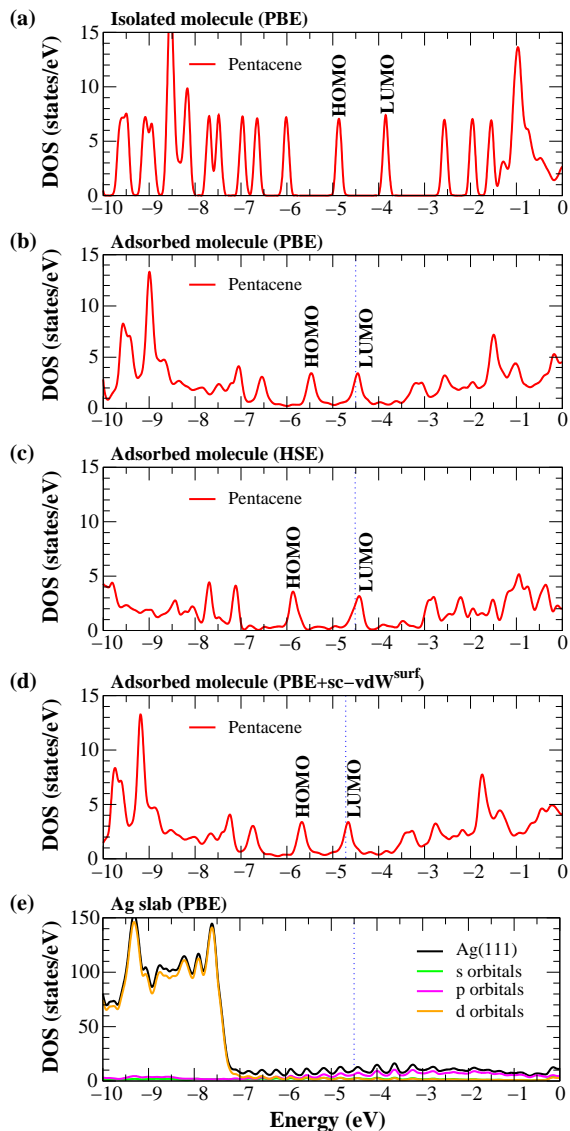 (a) Isolated molecule (PBE)
15
Pentacene
HOMO
LUMO
10
5
0
DOS (states/eV)
−10 −9 −8 −7 −6 −5 −4 −3 −2 −1 0
(b) Adsorbed molecule (PBE)
15
Pentacene
HOMO
LUMO
10
5
0
DOS (states/eV)
−10 −9 −8 −7 −6 −5 −4 −3 −2 −1 0
(c) Adsorbed molecule (HSE)
15
Pentacene
HOMO
LUMO
10
5
0
DOS (states/eV)
−10 −9 −8 −7 −6 −5 −4 −3 −2 −1 0
(d) Adsorbed molecule (PBE+sc−vdW^surf)
15
Pentacene
HOMO
LUMO
10
5
0
DOS (states/eV)
−10 −9 −8 −7 −6 −5 −4 −3 −2 −1 0
(e) Ag slab (PBE)
150
Ag(111)
s orbitals
p orbitals
d orbitals
100
50
0
DOS (states/eV)
−10 −9 −8 −7 −6 −5 −4 −3 −2 −1 0
Energy (eV)